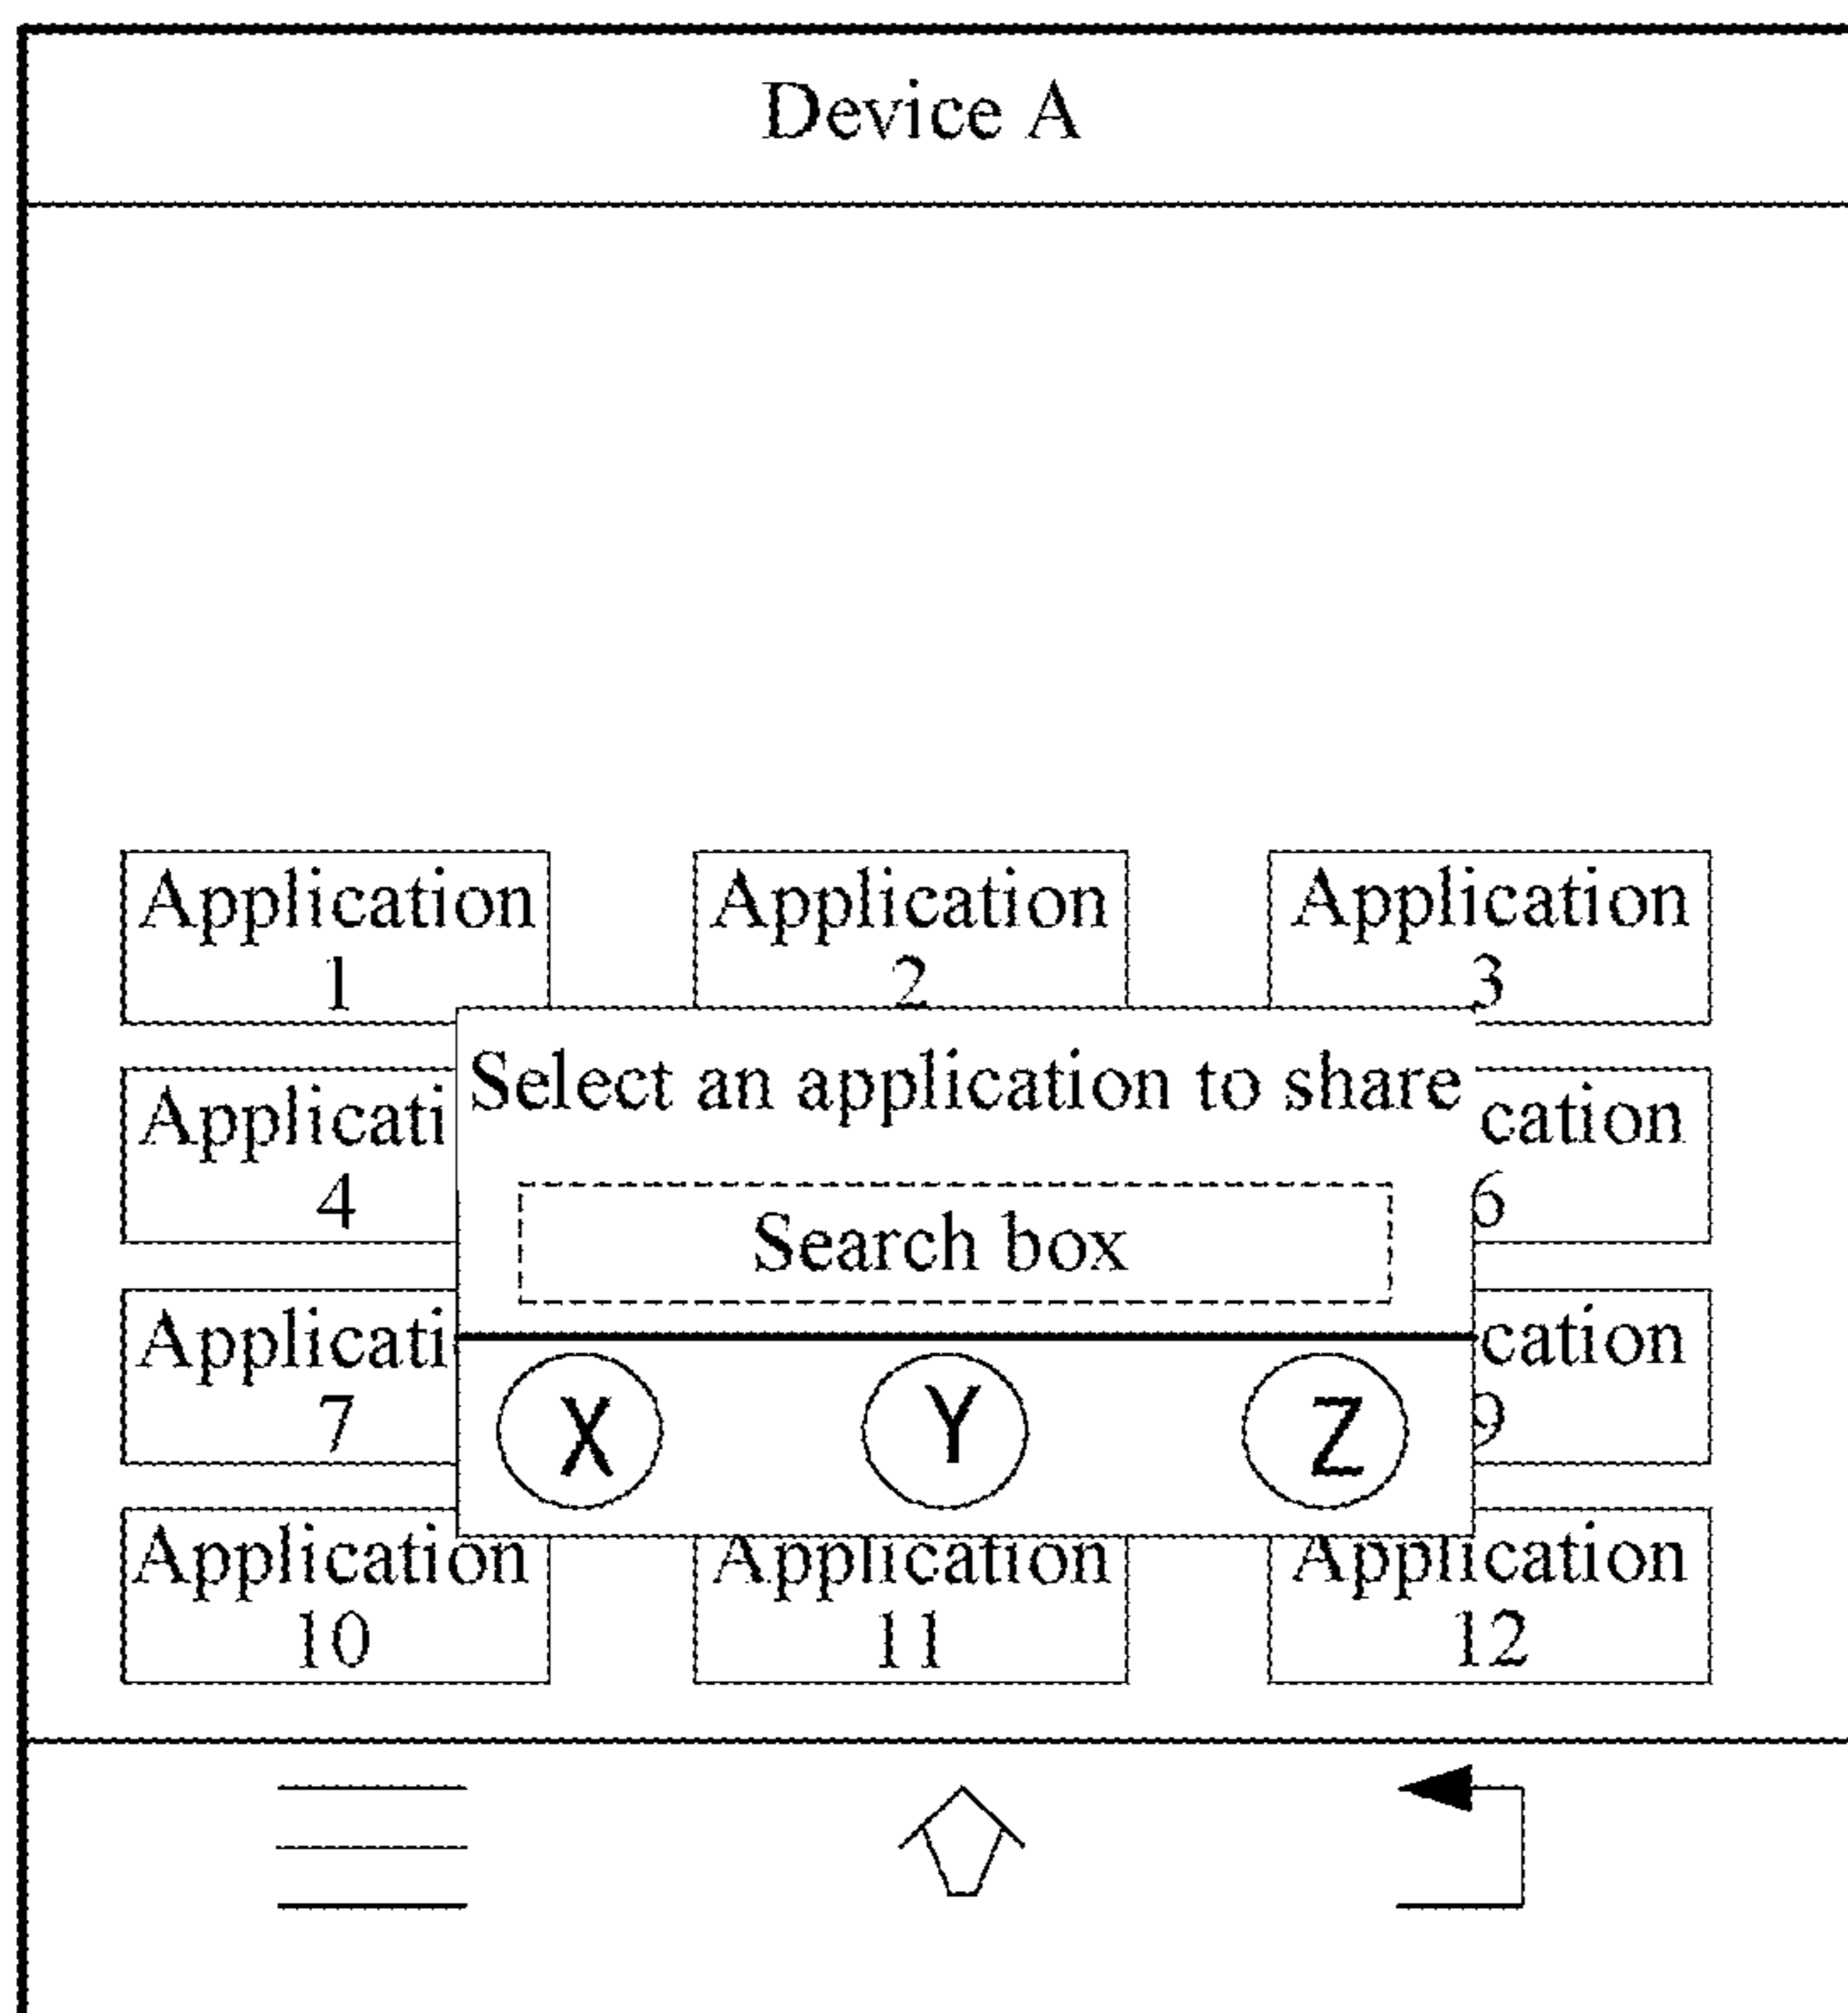 Device A
Application
1
Application
2
Application
3
Select an application to share
Applicati
4
cation
6
Search box
Applicati
7
cation
9
X
Y
Z
Application
10
Application
11
Application
12